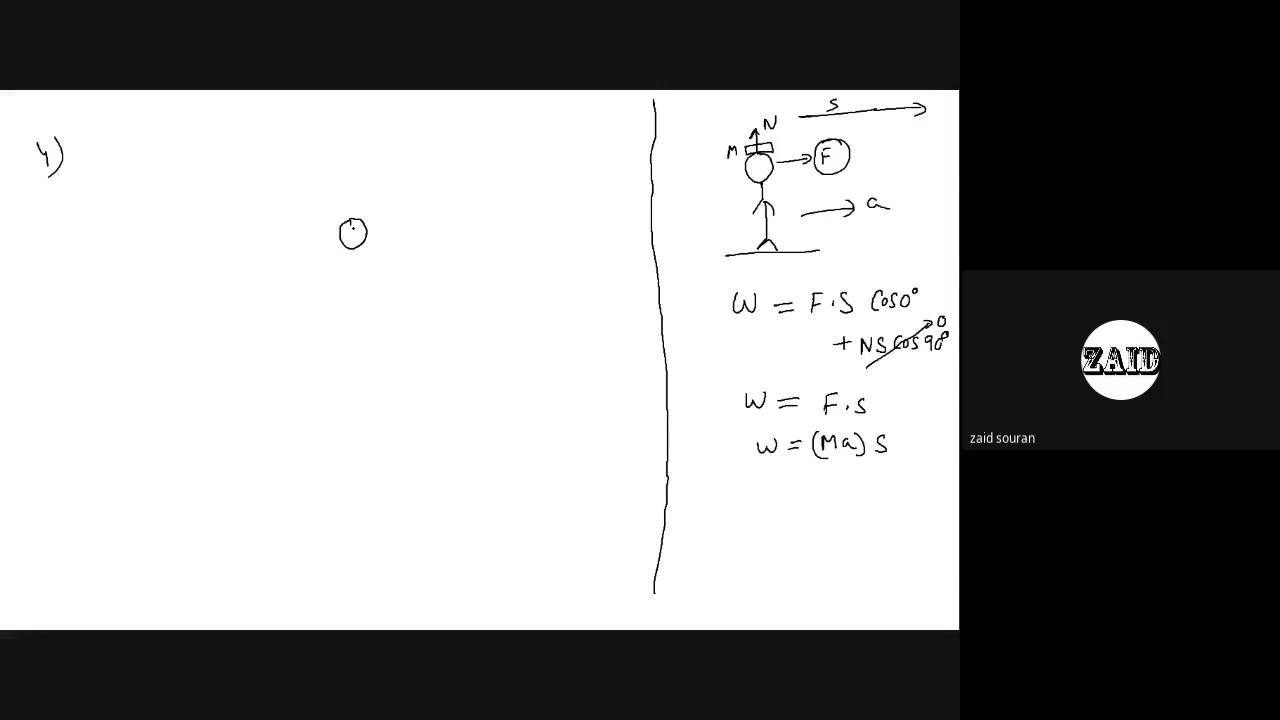 4)
S
N
M
F
a
W = F.S Cos0°
+ NS Cos90° 0
W = F.S
W = (Ma) S
ZAID
zaid souran